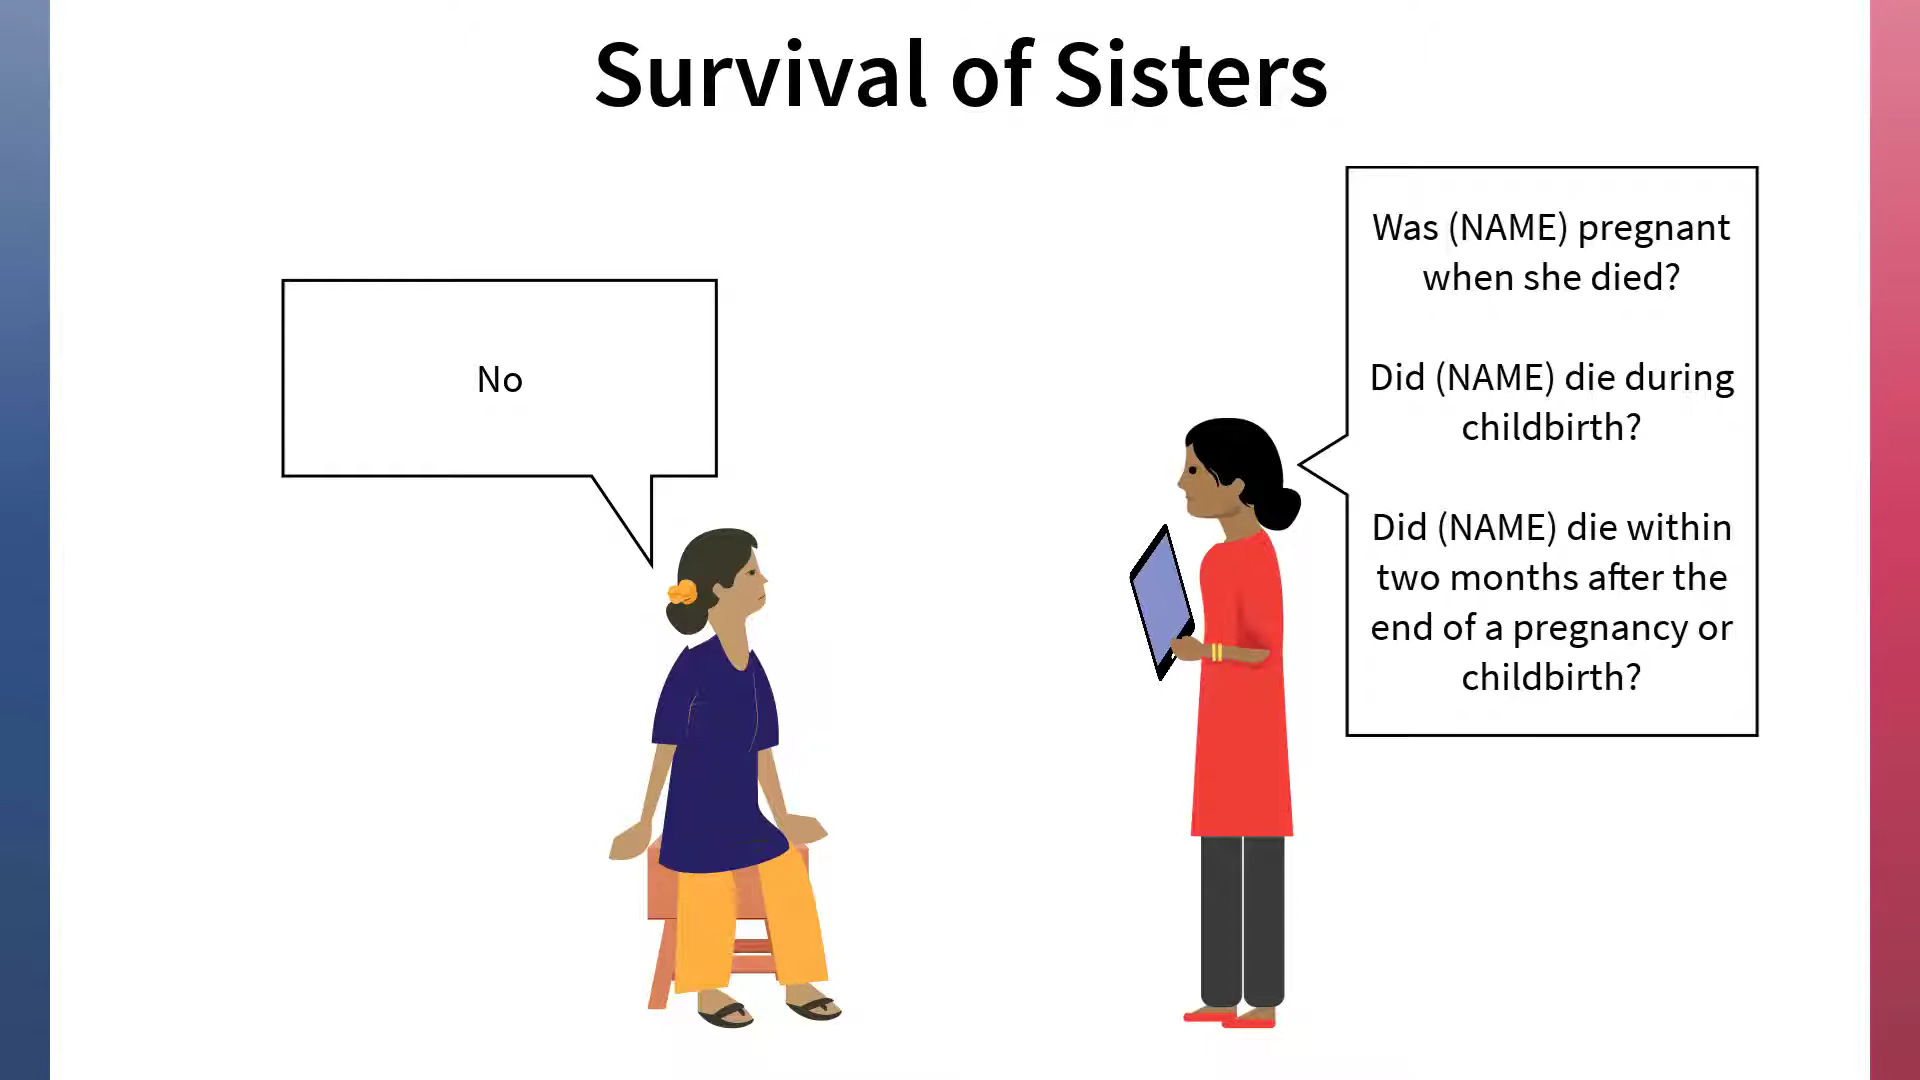 Survival of Sisters
Was (NAME) pregnant
when she died?
Did (NAME) die during
childbirth?
Did (NAME) die within
two months after the
end of a pregnancy or
childbirth?
No